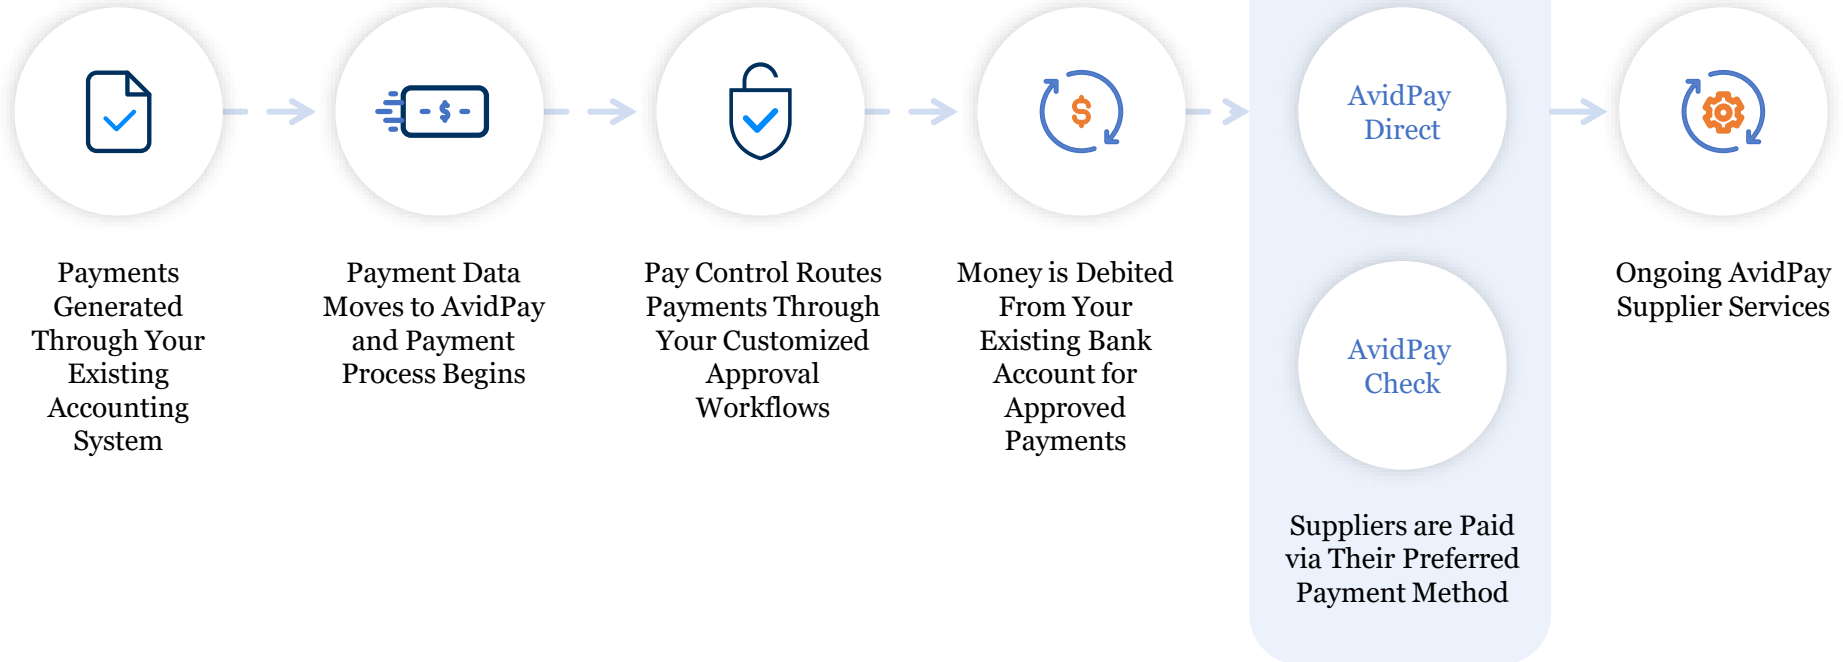 Payments
Generated
Through Your
Existing
Accounting
System
Payment Data
Moves to AvidPay
and Payment
Process Begins
Pay Control Routes
Payments Through
Your Customized
Approval
Workflows
Money is Debited
From Your
Existing Bank
Account for
Approved
Payments
AvidPay
Direct
AvidPay
Check
Suppliers are Paid
via Their Preferred
Payment Method
Ongoing AvidPay
Supplier Services
- $ -
$